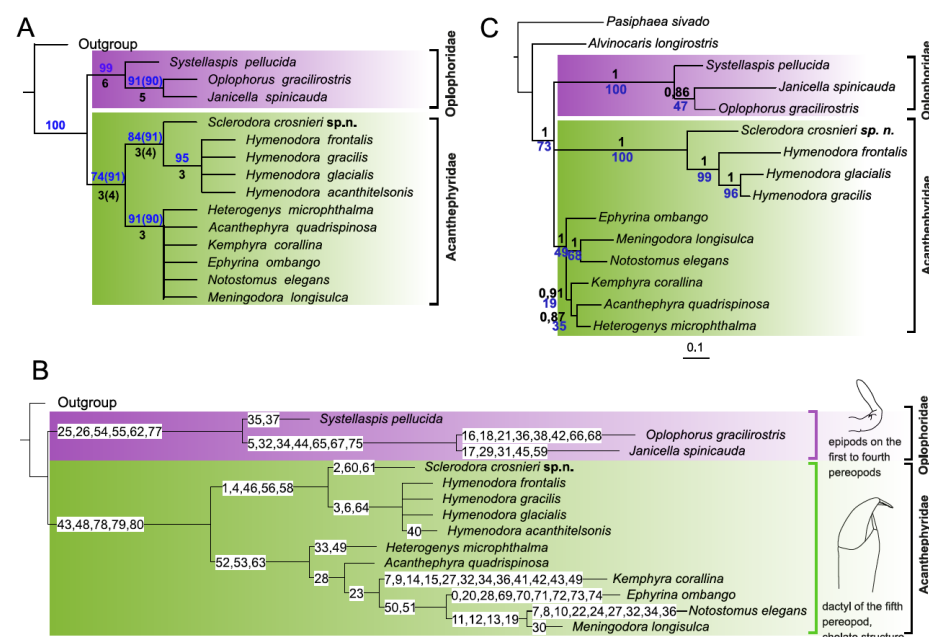 A
Outgroup
99
6
Systellaspis pellucida
91(90)
5
Oplophorus gracilirostris
Janicella spinicauda
Oplophoridae
100
84(91)
3(4)
Sclerodora crosnieri sp.n.
95
3
Hymenodora frontalis
Hymenodora gracilis
Hymenodora glacialis
Hymenodora acanthitelsonis
74(91)
3(4)
91(90)
3
Heterogenys microphthalma
Acanthephyra quadrispinosa
Kemphyra corallina
Ephyrina ombango
Notostomus elegans
Meningodora longisulca
Acanthephyridae
C
Pasiphaea sivado
Alvinocaris longirostris
1
100
Systellaspis pellucida
0,86
47
Janicella spinicauda
Oplophorus gracilirostris
Oplophoridae
1
73
1
100
Sclerodora crosnieri sp. n.
1
99
Hymenodora frontalis
1
96
Hymenodora glacialis
Hymenodora gracilis
Ephyrina ombango
1
49
1
68
Meningodora longisulca
Notostomus elegans
Kemphyra corallina
0,91
19
Acanthephyra quadrispinosa
0,87
35
Heterogenys microphthalma
Acanthephyridae
0.1
B
Outgroup
25,26,54,55,62,77
35,37
Systellaspis pellucida
5,32,34,44,65,67,75
16,18,21,36,38,42,66,68
Oplophorus gracilirostris
17,29,31,45,59
Janicella spinicauda
epipods on the
first to fourth
pereopods
Oplophoridae
43,48,78,79,80
1,4,46,56,58
2,60,61
Sclerodora crosnieri sp.n.
3,6,64
Hymenodora frontalis
Hymenodora gracilis
Hymenodora glacialis
40
Hymenodora acanthitelsonis
52,53,63
33,49
Heterogenys microphthalma
28
Acanthephyra quadrispinosa
23
7,9,14,15,27,32,34,36,41,42,43,49
Kemphyra corallina
50,51
0,20,28,69,70,71,72,73,74
Ephyrina ombango
11,12,13,19
7,8,10,22,24,27,32,34,36
Notostomus elegans
30
Meningodora longisulca
dactyl of the fifth
pereopod,
chelate structure
Acanthephyridae